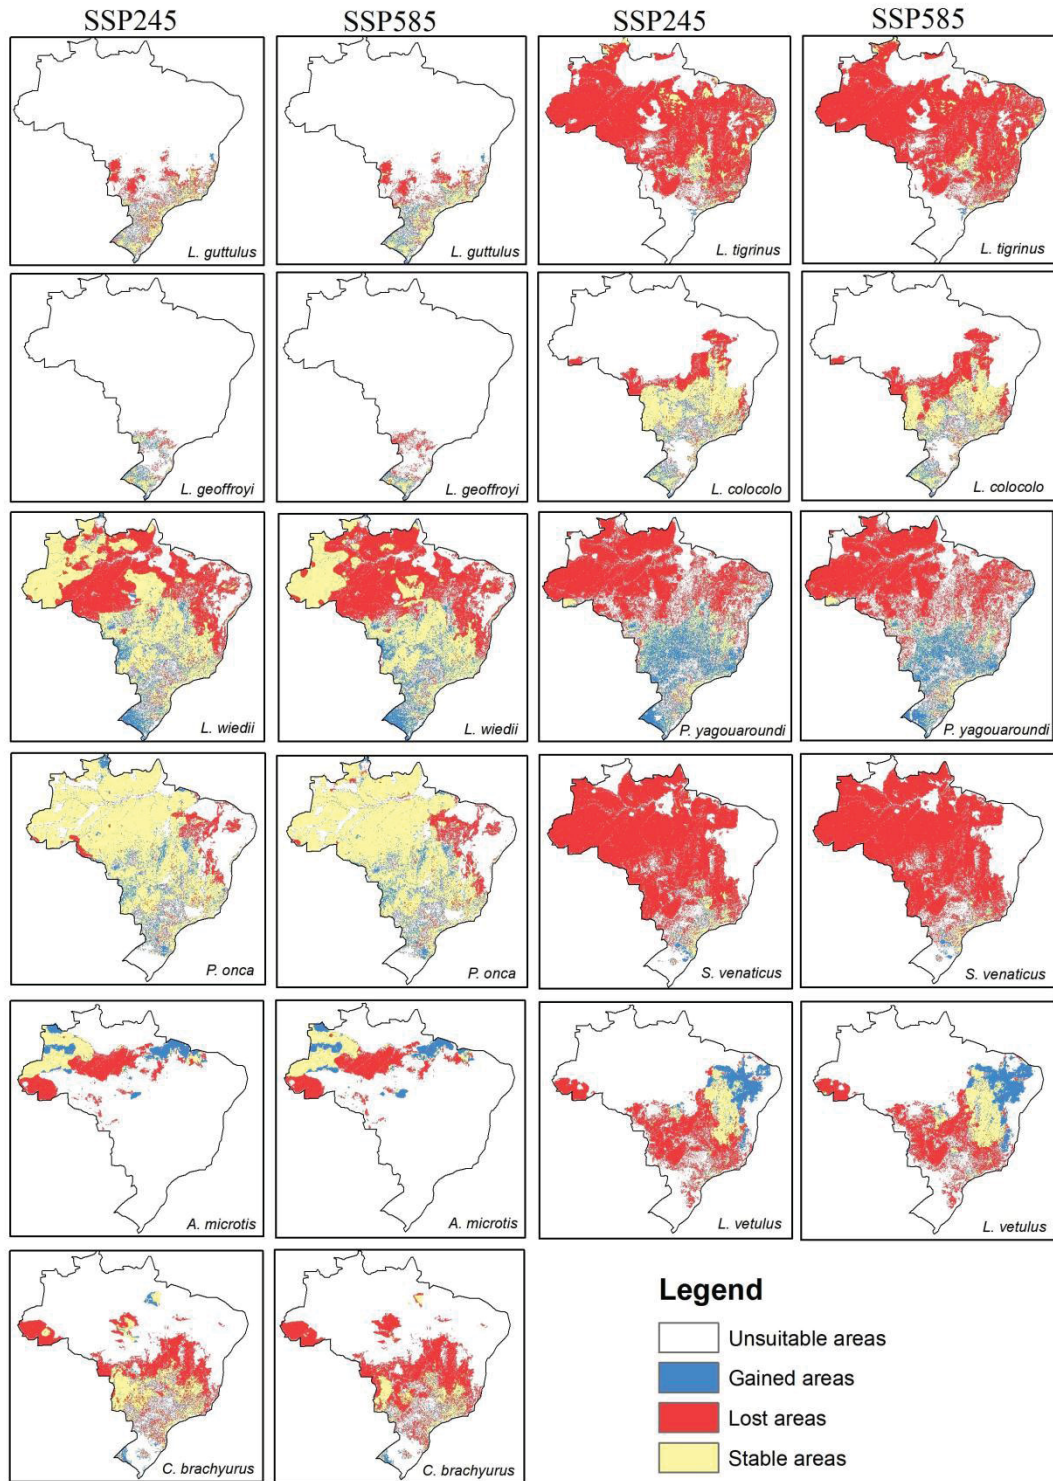 SSP245 SSP585 SSP245 SSP585
L. guttulus L. guttulus L. tigrinus L. tigrinus
L. geoffroyi L. geoffroyi L. colocolo L. colocolo
L. wiedii L. wiedii P. yagouaroundi P. yagouaroundi
P. onca P. onca S. venaticus S. venaticus
A. microtis A. microtis L. vetulus L. vetulus
C. brachyurus C. brachyurus
Legend
Unsuitable areas
Gained areas
Lost areas
Stable areas